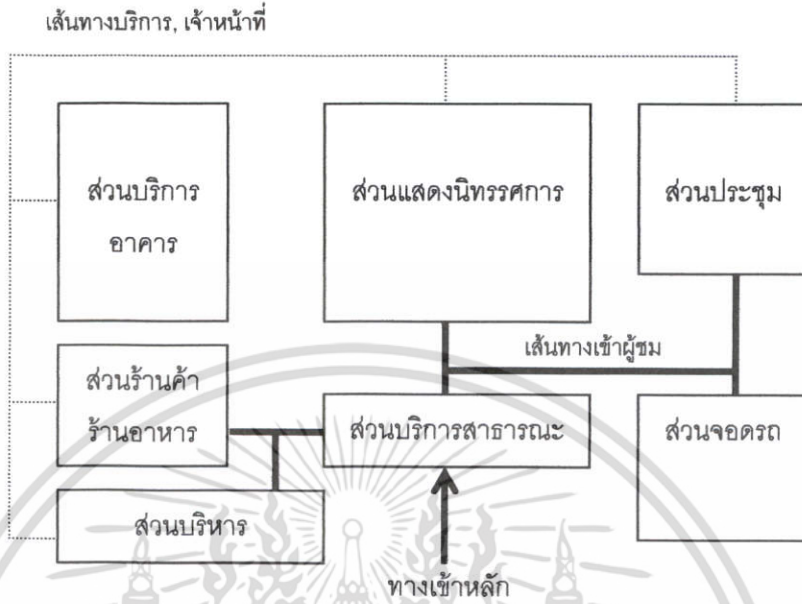 เส้นทางบริการ, เจ้าหน้าที่
ส่วนบริการ
อาคาร
ส่วนแสดงนิทรรศการ
ส่วนประชุม
เส้นทางเข้าผู้ชม
ส่วนร้านค้า
ร้านอาหาร
ส่วนบริการสาธารณะ
ส่วนจอดรถ
ส่วนบริหาร
ทางเข้าหลัก